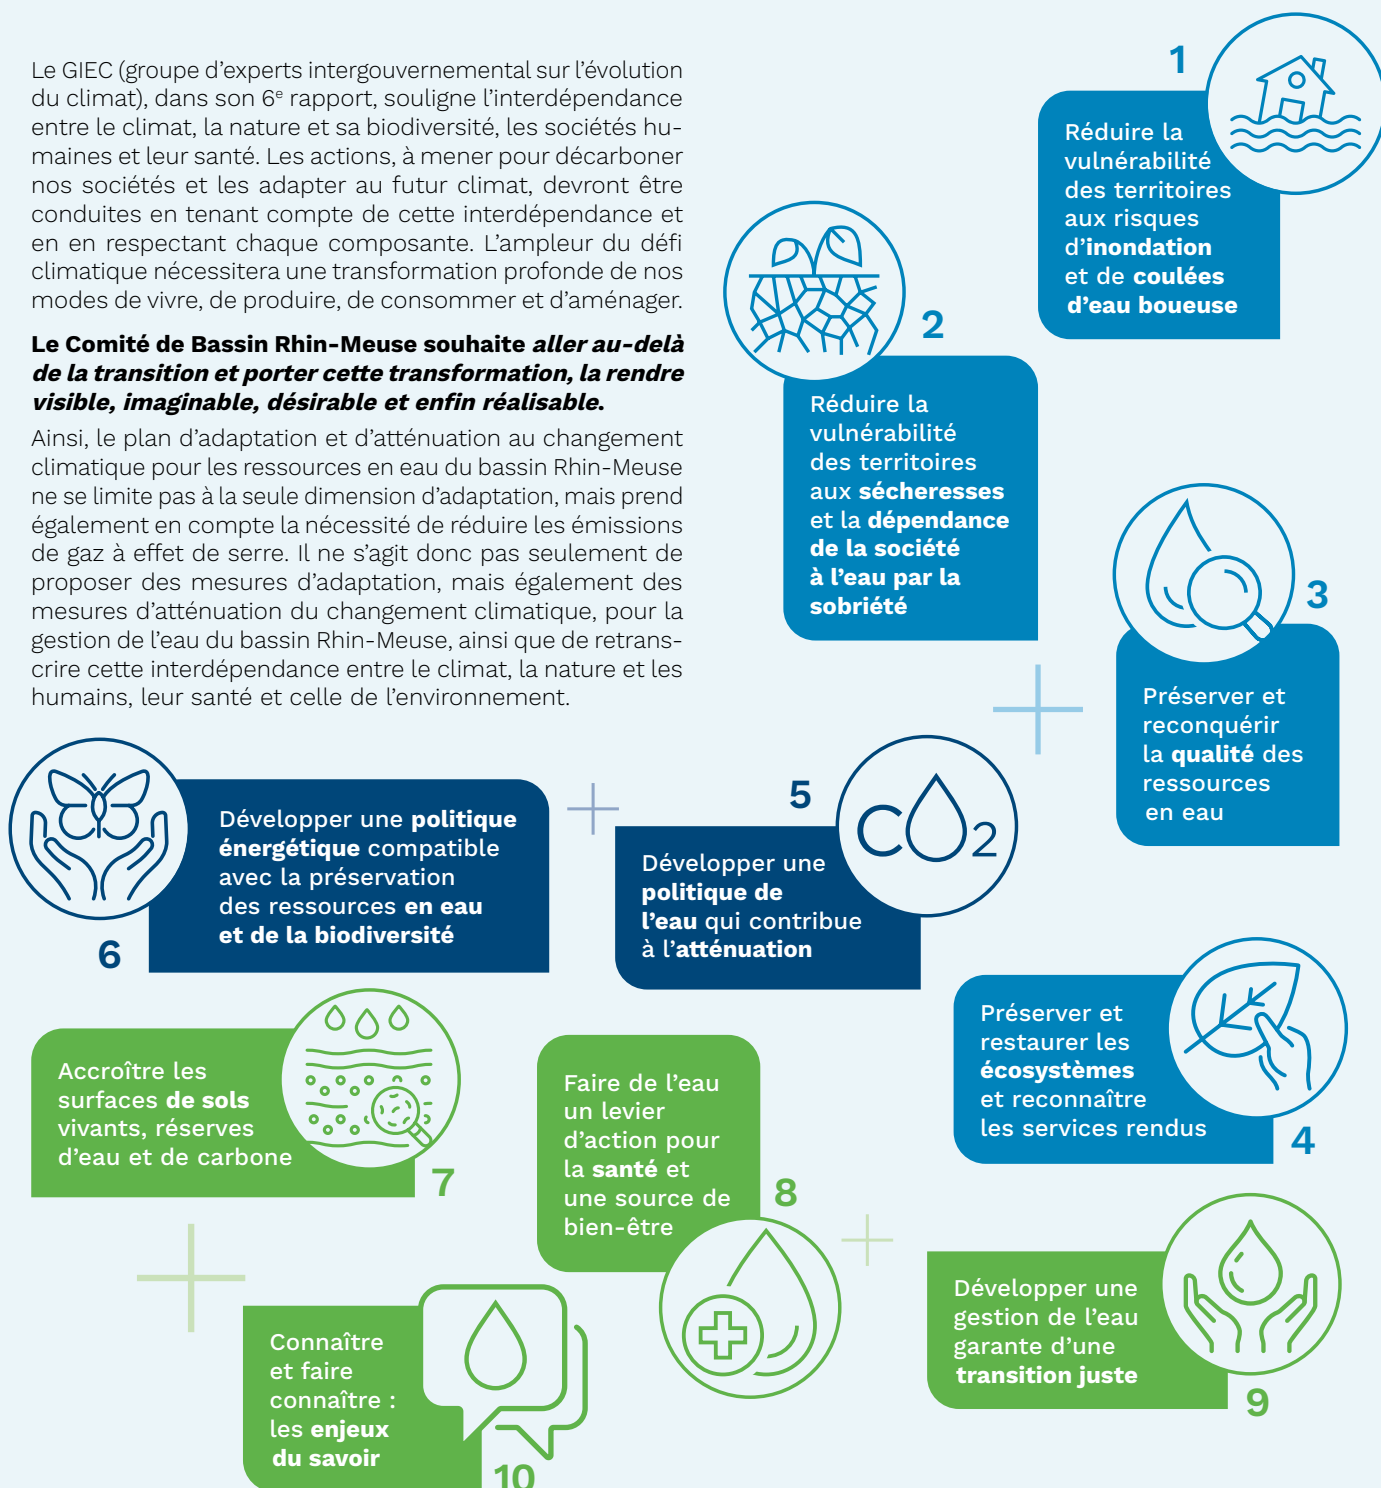 Le GIEC (groupe d'experts intergouvernemental sur l'évolution
du climat), dans son 6e rapport, souligne l'interdépendance
entre le climat, la nature et sa biodiversité, les sociétés hu-
maines et leur santé. Les actions, à mener pour décarboner
nos sociétés et les adapter au futur climat, devront être
conduites en tenant compte de cette interdépendance et
en en respectant chaque composante. L'ampleur du défi
climatique nécessitera une transformation profonde de nos
modes de vivre, de produire, de consommer et d'aménager.
Le Comité de Bassin Rhin-Meuse souhaite aller au-delà
de la transition et porter cette transformation, la rendre
visible, imaginable, désirable et enfin réalisable.
Ainsi, le plan d'adaptation et d'atténuation au changement
climatique pour les ressources en eau du bassin Rhin-Meuse
ne se limite pas à la seule dimension d'adaptation, mais prend
également en compte la nécessité de réduire les émissions
de gaz à effet de serre. Il ne s'agit donc pas seulement de
proposer des mesures d'adaptation, mais également des
mesures d'atténuation du changement climatique, pour la
gestion de l'eau du bassin Rhin-Meuse, ainsi que de retrans-
crire cette interdépendance entre le climat, la nature et les
humains, leur santé et celle de l'environnement.
1
Réduire la
vulnérabilité
des territoires
aux risques
d'inondation
et de coulées
d'eau boueuse
2
Réduire la
vulnérabilité
des territoires
aux sécheresses
et la dépendance
de la société
à l'eau par la
sobriété
3
Préserver et
reconquérir
la qualité des
ressources
en eau
4
Préserver et
restaurer les
écosystèmes
et reconnaître
les services rendus
5
CO2
Développer une
politique de
l'eau qui contribue
à l'atténuation
6
Développer une politique
énergétique compatible
avec la préservation
des ressources en eau
et de la biodiversité
7
Accroître les
surfaces de sols
vivants, réserves
d'eau et de carbone
8
Faire de l'eau
un levier
d'action pour
la santé et
une source de
bien-être
9
Développer une
gestion de l'eau
garante d'une
transition juste
10
Connaître
et faire
connaître :
les enjeux
du savoir